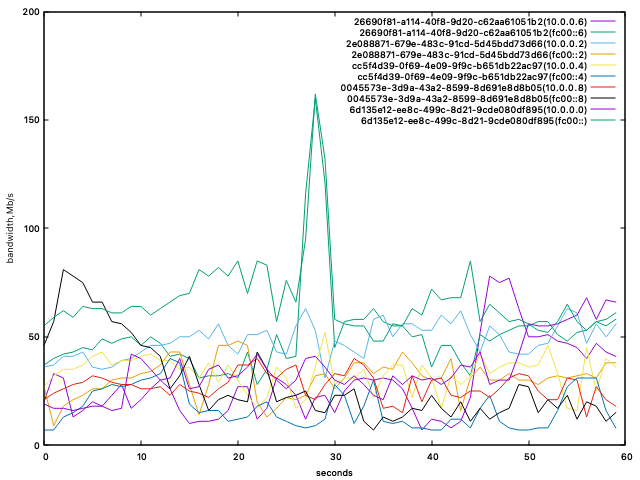 200
150
100
50
0
bandwidth,Mb/s
26690f81-a114-40f8-9d20-c62aa61051b2(10.0.0.6)
26690f81-a114-40f8-9d20-c62aa61051b2(fc00::6)
2e088871-679e-483c-91cd-5d45bdd73d66(10.0.0.2)
2e088871-679e-483c-91cd-5d45bdd73d66(fc00::2)
cc5f4d39-0f69-4e09-9f9c-b651db22ac97(10.0.0.4)
cc5f4d39-0f69-4e09-9f9c-b651db22ac97(fc00::4)
0045573e-3d9a-43a2-8599-8d691e8d8b05(10.0.0.8)
0045573e-3d9a-43a2-8599-8d691e8d8b05(fc00::8)
6d135e12-ee8c-499c-8d21-9cde080df895(10.0.0.0)
6d135e12-ee8c-499c-8d21-9cde080df895(fc00::)
0 10 20 30 40 50 60
seconds